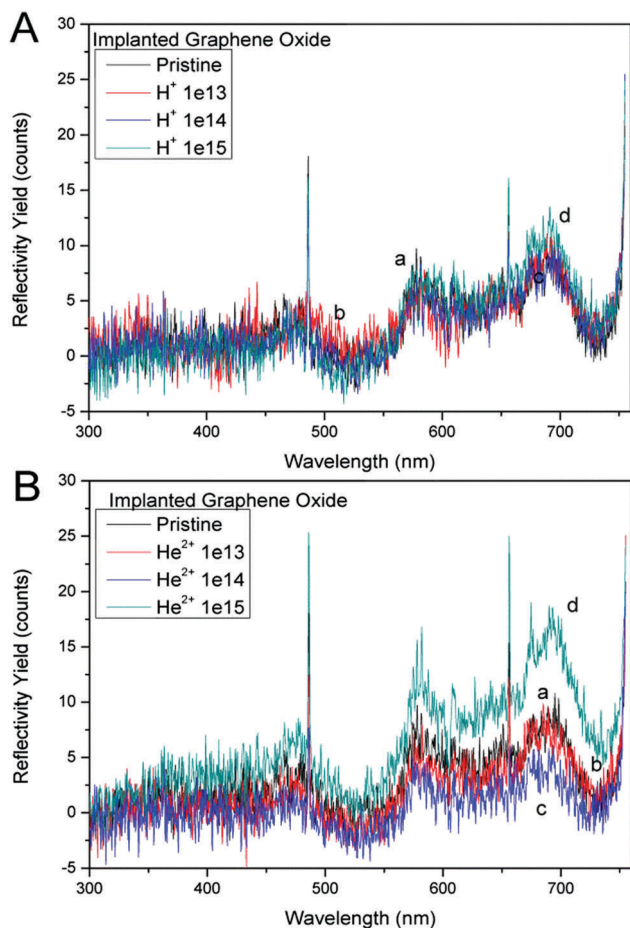 A
Implanted Graphene Oxide
Pristine
H⁺ 1e13
H⁺ 1e14
H⁺ 1e15
Reflectivity Yield (counts)
30
25
20
15
10
5
0
-5
a
b
c
d
300 400 500 600 700
Wavelength (nm)
B
Implanted Graphene Oxide
Pristine
He²⁺ 1e13
He²⁺ 1e14
He²⁺ 1e15
Reflectivity Yield (counts)
30
25
20
15
10
5
0
-5
d
a
b
c
300 400 500 600 700
Wavelength (nm)